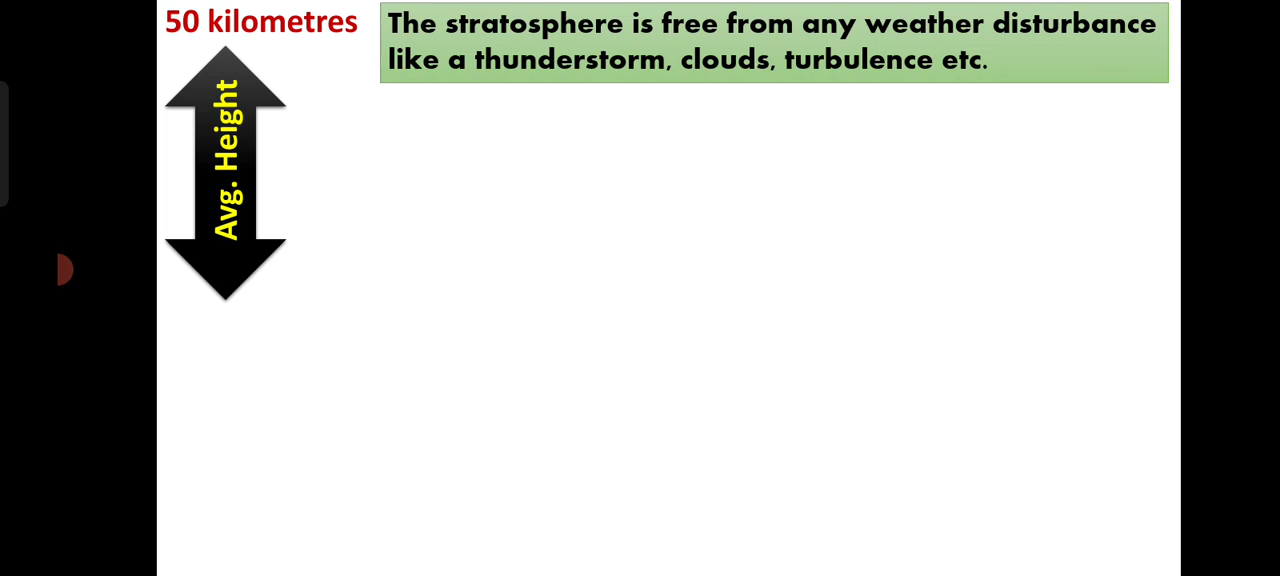 50 kilometres
The stratosphere is free from any weather disturbance
like a thunderstorm, clouds, turbulence etc.
Avg. Height